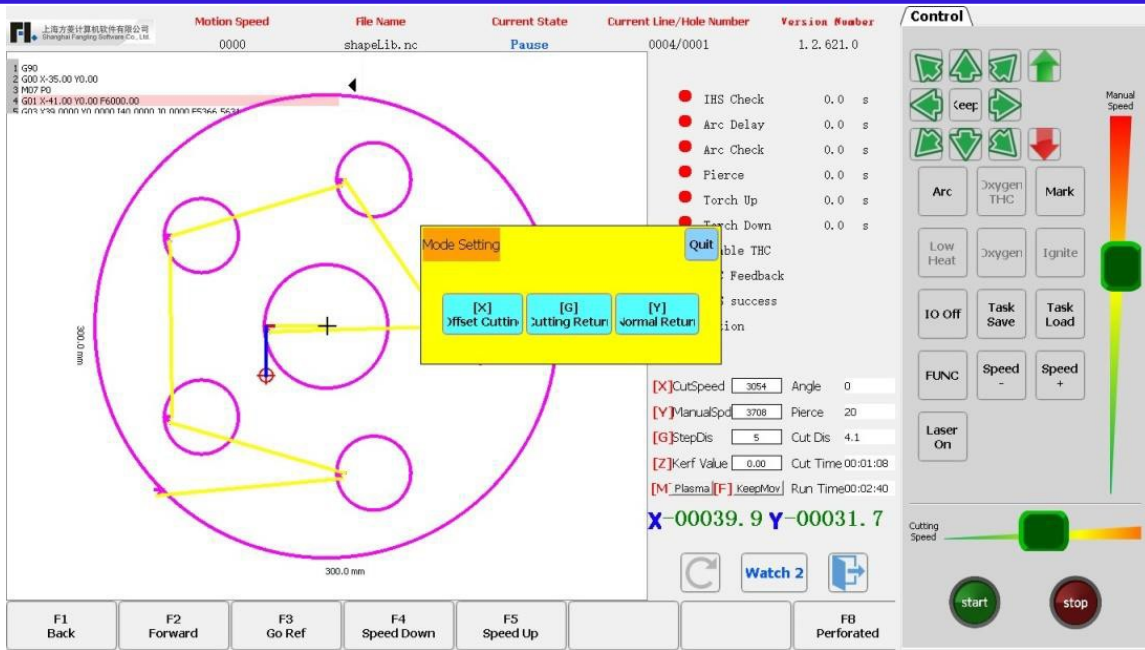 上海方菱计算机软件有限公司
Shanghai Fangling Software Co., Ltd.
Motion Speed File Name Current State Current Line/Hole Number Version Number
0000 shapeLib.nc Pause 0004/0001 1.2.621.0
1 G90
2 G00 X-35.00 Y0.00
3 M07 P0
4 G01 X-41.00 Y0.00 F6000.00
IHS Check 0.0 s
Arc Delay 0.0 s
Arc Check 0.0 s
Pierce 0.0 s
Torch Up 0.0 s
Torch Down 0.0 s
ble THC
Feedback
success
Mode Setting Quit
[X] [G] [Y]
ffset Cuttin utting Retur ormal Retur
300.0 mm
300.0 mm
[X]CutSpeed 3054 Angle 0
[Y]ManualSpd 3708 Pierce 20
[G]StepDis 5 Cut Dis 4.1
[Z]Kerf Value 0.00 Cut Time 00:01:08
[M Plasma [F] KeepMov Run Time00:02:40
X-00039.9 Y-00031.7
Watch 2
F1 F2 F3 F4 F5 F8
Back Forward Go Ref Speed Down Speed Up Perforated
Control
Manual
Speed
Arc Oxygen THC Mark
Low Heat Oxygen Ignite
IO Off Task Save Task Load
FUNC Speed - Speed +
Laser On
Cutting
Speed
start stop